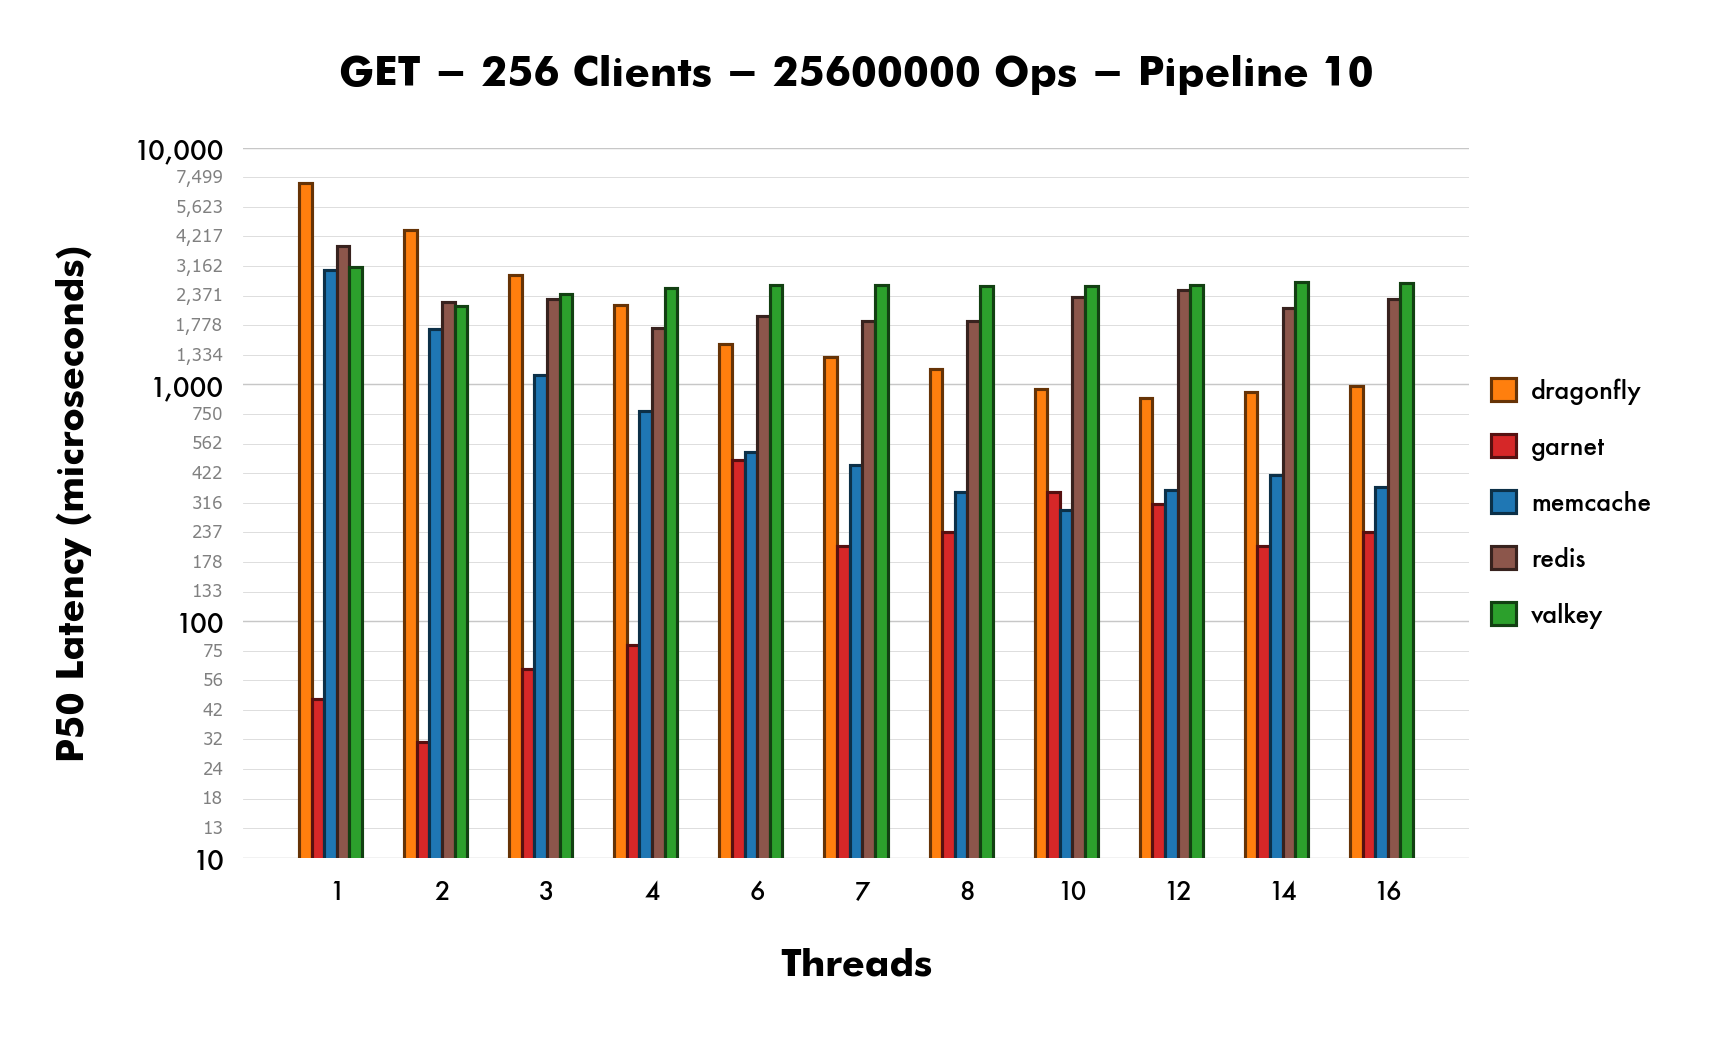 GET – 256 Clients – 25600000 Ops – Pipeline 10
P50 Latency (microseconds)
10,000
7,499
5,623
4,217
3,162
2,371
1,778
1,334
1,000
750
562
422
316
237
178
133
100
75
56
42
32
24
18
13
10
1 2 3 4 6 7 8 10 12 14 16
Threads
dragonfly
garnet
memcache
redis
valkey